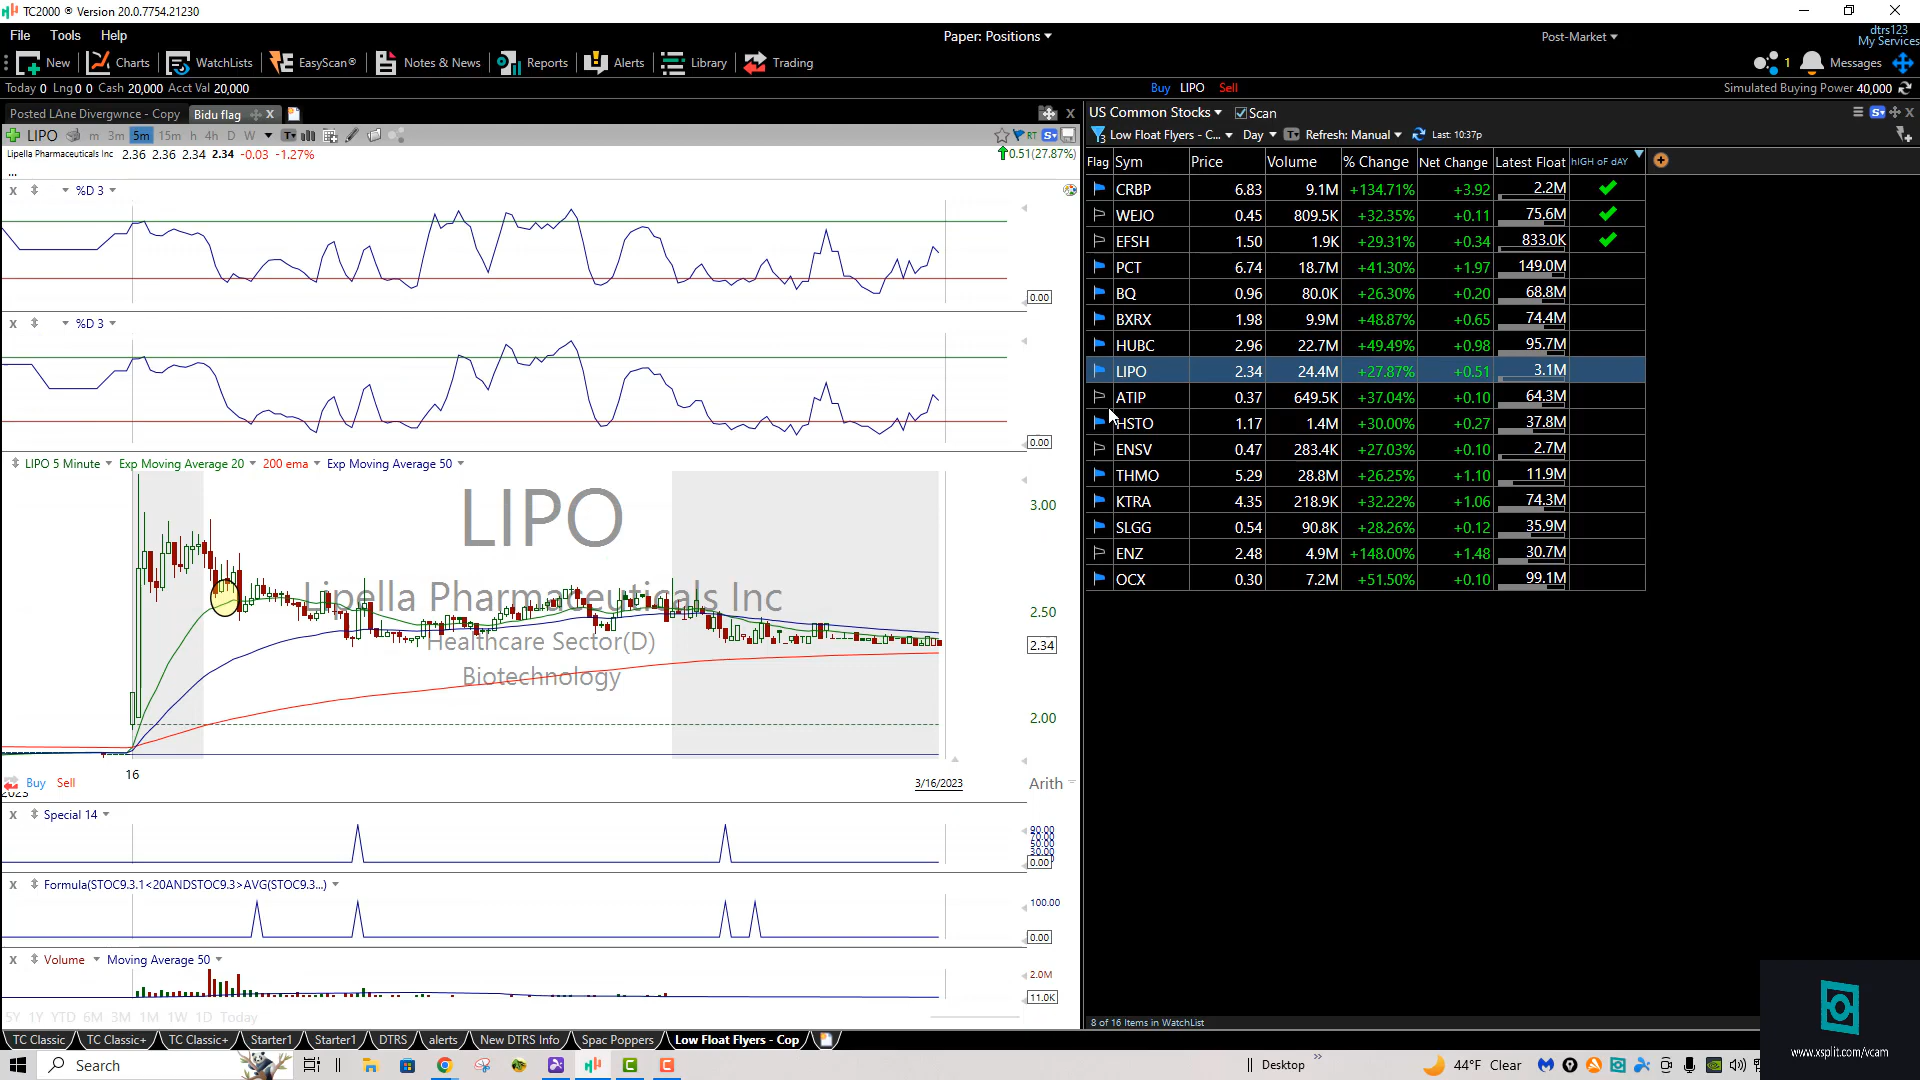 TC2000 ® Version 20.0.7754.21230
File Tools Help
Paper: Positions
Post-Market
dtrs123
My Services
New Charts WatchLists EasyScan® Notes & News Reports Alerts Library Trading
1 Messages
Today 0 Lng 0 0 Cash 20,000 Acct Val 20,000
Buy LIPO Sell
Simulated Buying Power 40,000
Posted LAne Divergwnce - Copy Bidu flag
US Common Stocks Scan
LIPO m 3m 5m 15m h 4h D W
Low Float Flyers - C... Day Refresh: Manual Last: 10:37p
Lipella Pharmaceuticals Inc 2.36 2.36 2.34 2.34 -0.03 -1.27%
0.51(27.87%)
...
Flag Sym Price Volume % Change Net Change Latest Float hIGH OF dAY
CRBP 6.83 9.1M +134.71% +3.92 2.2M
WEJO 0.45 809.5K +32.35% +0.11 75.6M
EFSH 1.50 1.9K +29.31% +0.34 833.0K
PCT 6.74 18.7M +41.30% +1.97 149.0M
BQ 0.96 80.0K +26.30% +0.20 68.8M
BXRX 1.98 9.9M +48.87% +0.65 74.4M
HUBC 2.96 22.7M +49.49% +0.98 95.7M
LIPO 2.34 24.4M +27.87% +0.51 3.1M
ATIP 0.37 649.5K +37.04% +0.10 64.3M
HSTO 1.17 1.4M +30.00% +0.27 37.8M
ENSV 0.47 283.4K +27.03% +0.10 2.7M
THMO 5.29 28.8M +26.25% +1.10 11.9M
KTRA 4.35 218.9K +32.22% +1.06 74.3M
SLGG 0.54 90.8K +28.26% +0.12 35.9M
ENZ 2.48 4.9M +148.00% +1.48 30.7M
OCX 0.30 7.2M +51.50% +0.10 99.1M
%D 3
0.00
%D 3
0.00
LIPO 5 Minute Exp Moving Average 20 200 ema Exp Moving Average 50
LIPO
Lipella Pharmaceuticals Inc
Healthcare Sector(D)
Biotechnology
3.00
2.50
2.34
2.00
16
3/16/2023
Arith
Buy Sell
2023
Special 14
90.00
70.00
50.00
30.00
0.00
Formula(STOC9.3.1<20ANDSTOC9.3>AVG(STOC9.3...)
100.00
0.00
Volume Moving Average 50
2.0M
11.0K
5Y 1Y YTD 6M 3M 1M 1W 1D Today
8 of 16 Items in WatchList
TC Classic TC Classic+ TC Classic+ Starter1 Starter1 DTRS alerts New DTRS Info Spac Poppers Low Float Flyers - Cop
www.xsplit.com/vcam
Search
Desktop
44°F Clear